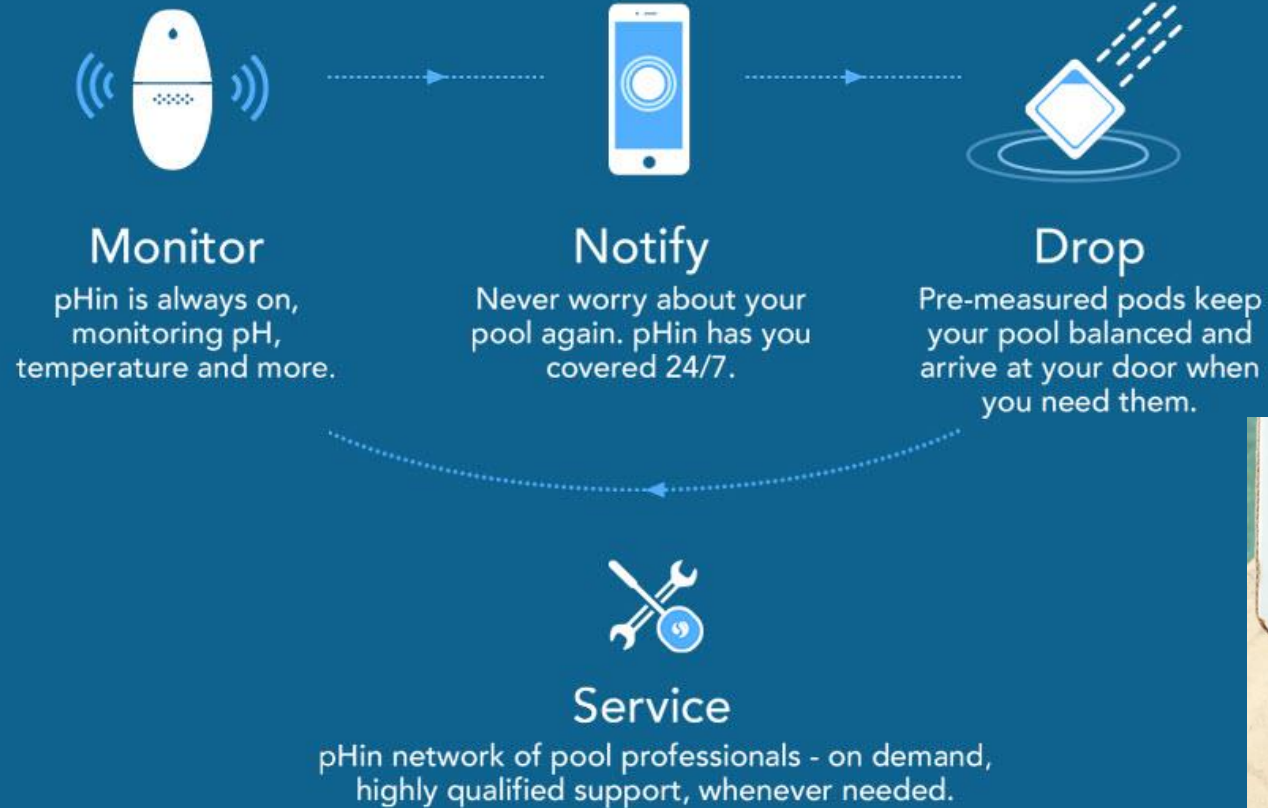 Monitor
pHin is always on,
monitoring pH,
temperature and more.
Notify
Never worry about your
pool again. pHin has you
covered 24/7.
Drop
Pre-measured pods keep
your pool balanced and
arrive at your door when
you need them.
Service
pHin network of pool professionals - on demand,
highly qualified support, whenever needed.